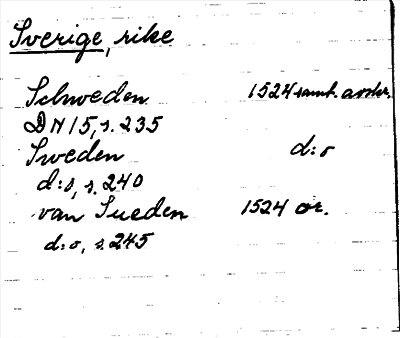 Sverige, rike
Schweden 1524 samt. avskr.
DN 15, s. 235
Sweden d:o
d:o, s. 240
van Sueden 1524 or.
d:o, s. 245